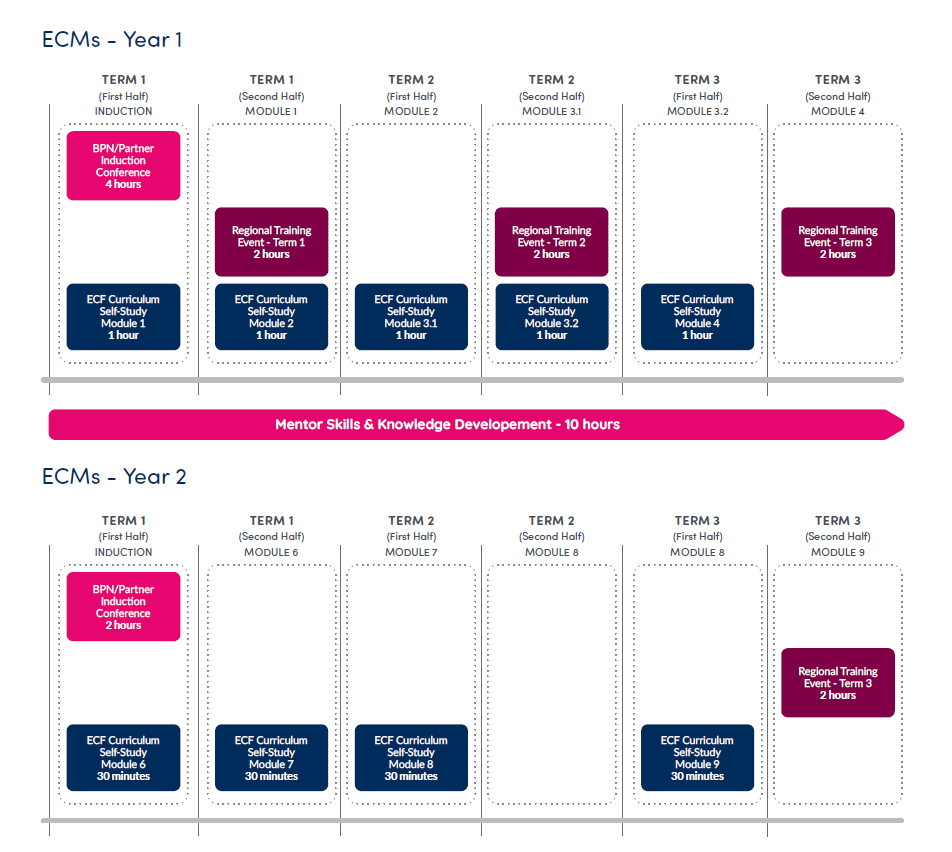 ECMs - Year 1
TERM 1
(First Half)
INDUCTION
TERM 1
(Second Half)
MODULE 1
TERM 2
(First Half)
MODULE 2
TERM 2
(Second Half)
MODULE 3.1
TERM 3
(First Half)
MODULE 3.2
TERM 3
(Second Half)
MODULE 4
BPN/Partner
Induction
Conference
4 hours
Regional Training
Event - Term 1
2 hours
Regional Training
Event - Term 2
2 hours
Regional Training
Event - Term 3
2 hours
ECF Curriculum
Self-Study
Module 1
1 hour
ECF Curriculum
Self-Study
Module 2
1 hour
ECF Curriculum
Self-Study
Module 3.1
1 hour
ECF Curriculum
Self-Study
Module 3.2
1 hour
ECF Curriculum
Self-Study
Module 4
1 hour
Mentor Skills & Knowledge Developement - 10 hours
ECMs - Year 2
TERM 1
(First Half)
INDUCTION
TERM 1
(Second Half)
MODULE 6
TERM 2
(First Half)
MODULE 7
TERM 2
(Second Half)
MODULE 8
TERM 3
(First Half)
MODULE 8
TERM 3
(Second Half)
MODULE 9
BPN/Partner
Induction
Conference
2 hours
Regional Training
Event - Term 3
2 hours
ECF Curriculum
Self-Study
Module 6
30 minutes
ECF Curriculum
Self-Study
Module 7
30 minutes
ECF Curriculum
Self-Study
Module 8
30 minutes
ECF Curriculum
Self-Study
Module 9
30 minutes